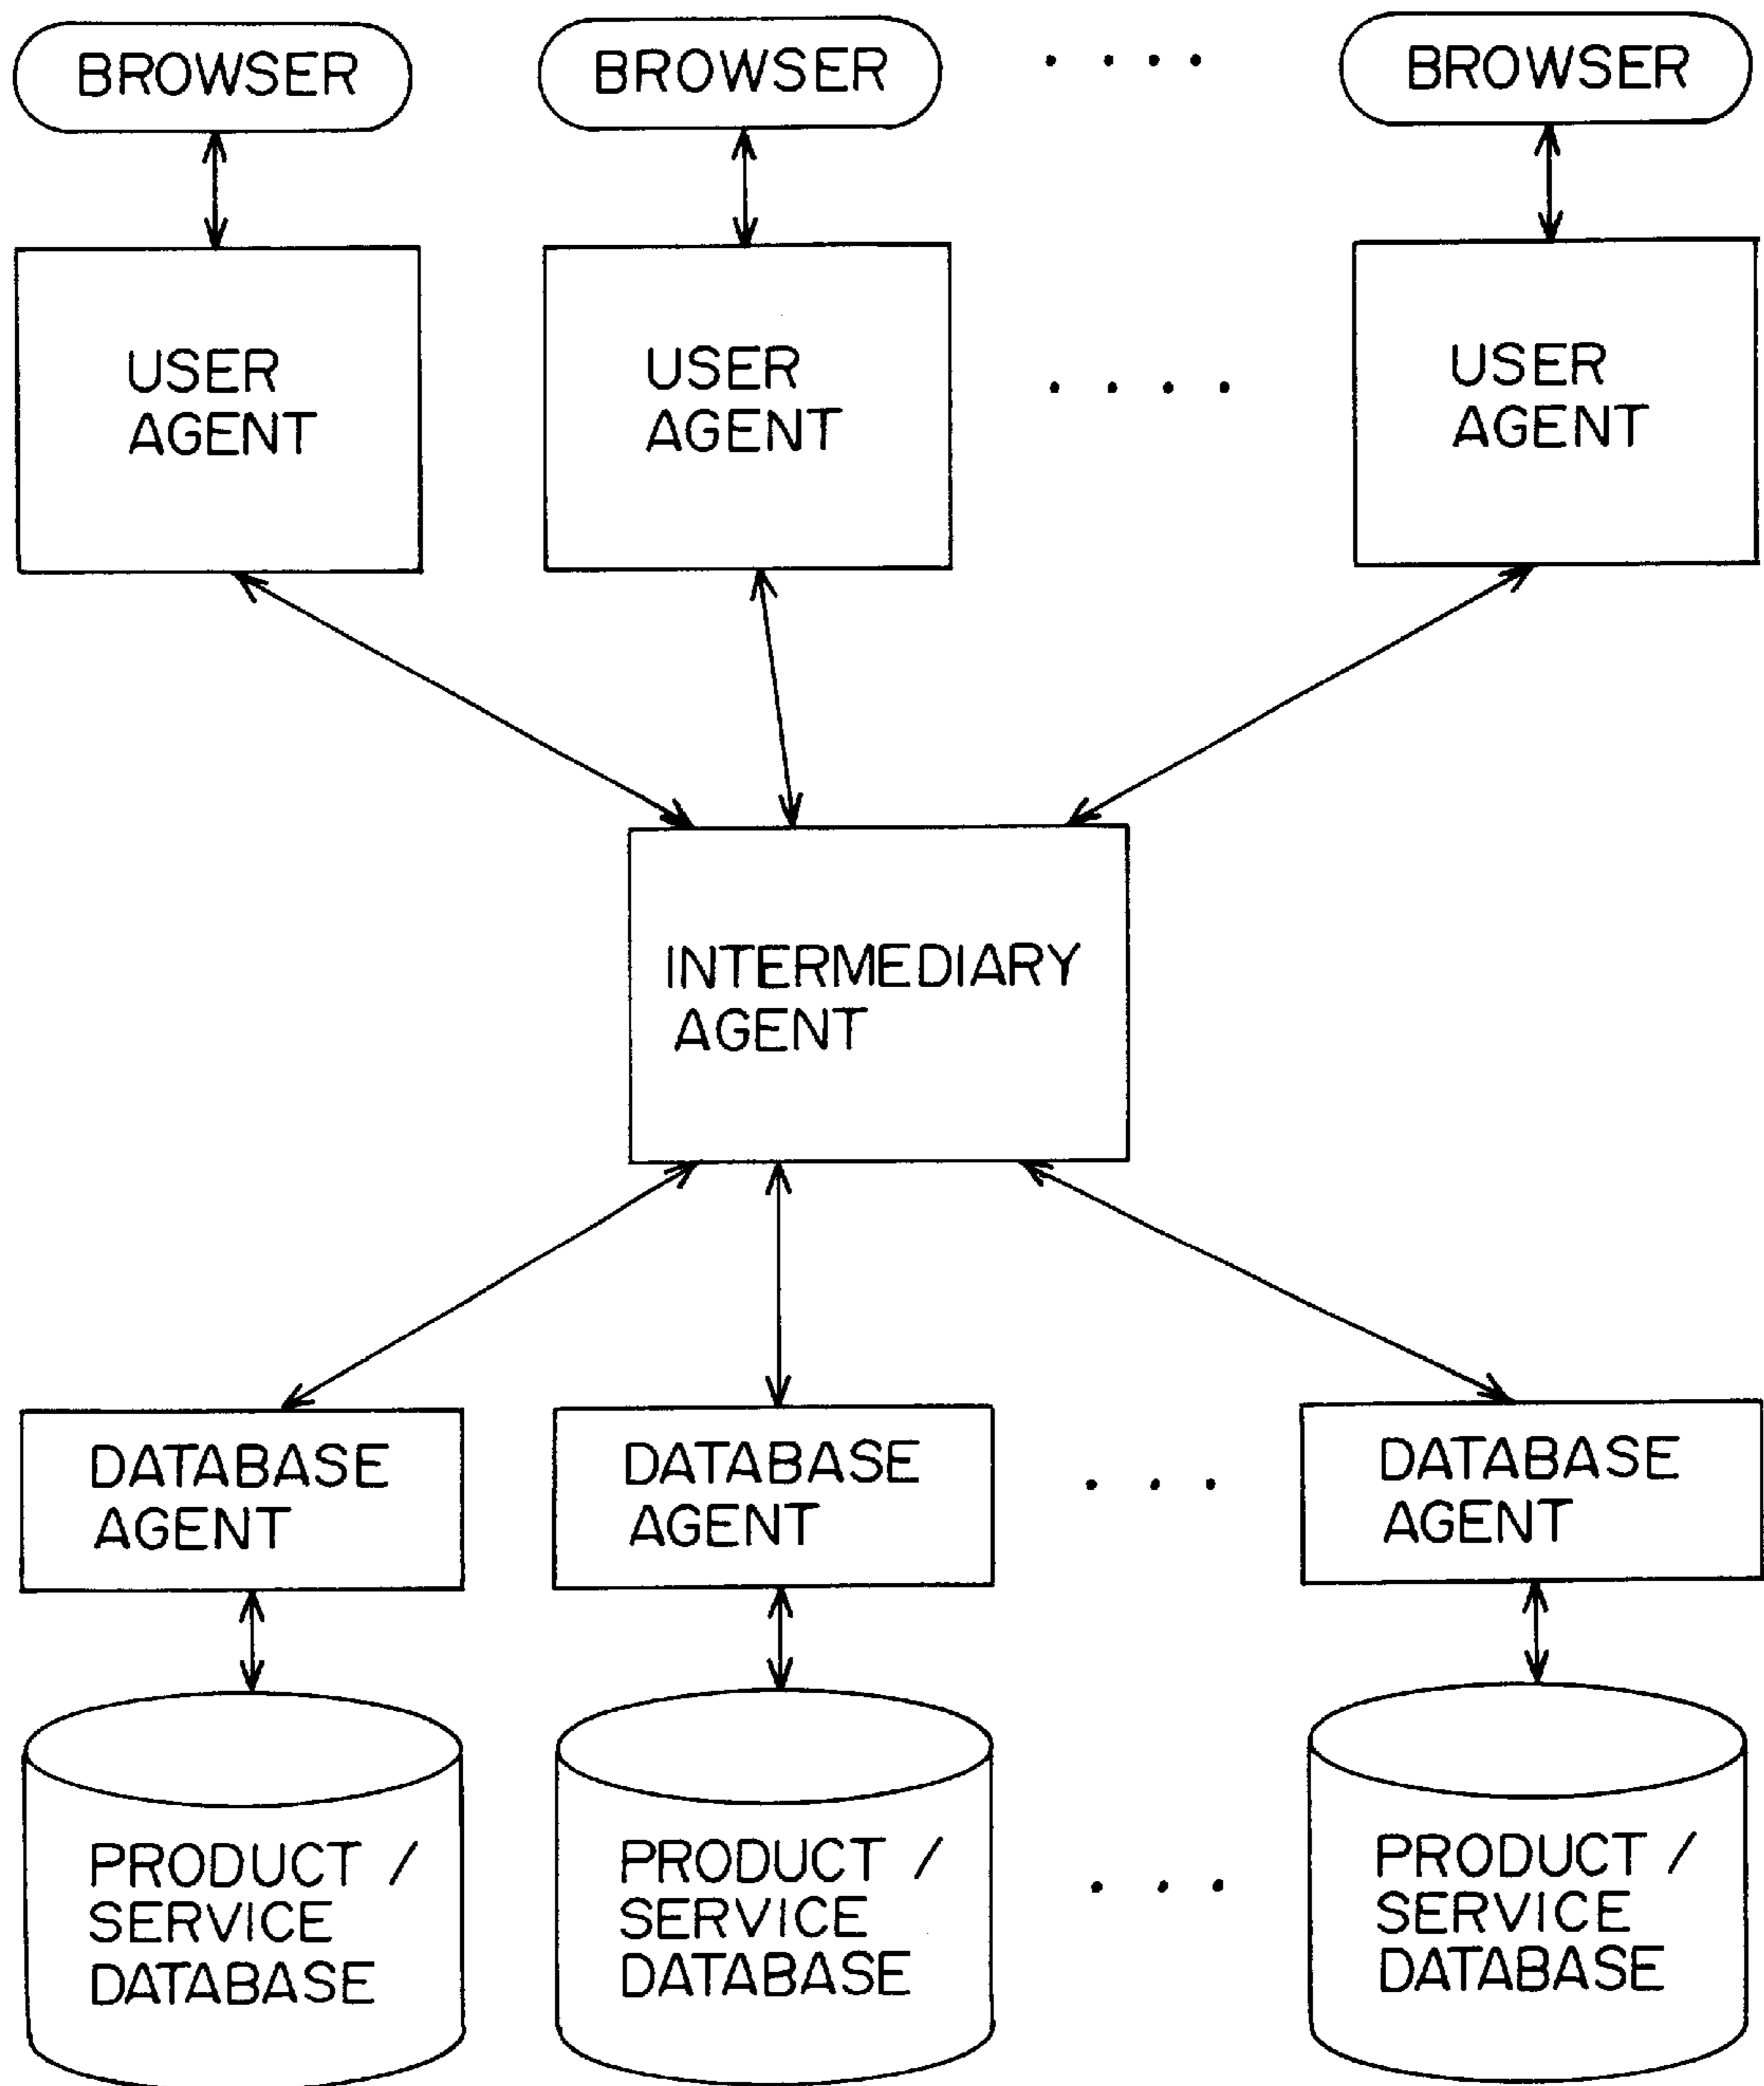 BROWSER
BROWSER
. . . .
BROWSER
USER
AGENT
USER
AGENT
. . . .
USER
AGENT
INTERMEDIARY
AGENT
DATABASE
AGENT
DATABASE
AGENT
. . .
DATABASE
AGENT
PRODUCT /
SERVICE
DATABASE
PRODUCT /
SERVICE
DATABASE
. . .
PRODUCT /
SERVICE
DATABASE